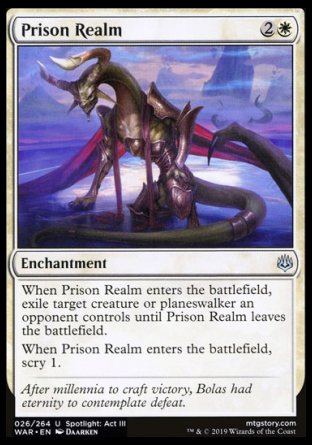 Prison Realm 2
Enchantment
When Prison Realm enters the battlefield,
exile target creature or planeswalker an
opponent controls until Prison Realm leaves
the battlefield.
When Prison Realm enters the battlefield,
scry 1.
After millennia to craft victory, Bolas had
eternity to contemplate defeat.
026/264 U Spotlight: Act III mtgstory.com
WAR • EN Daarken ™ & © 2019 Wizards of the Coast